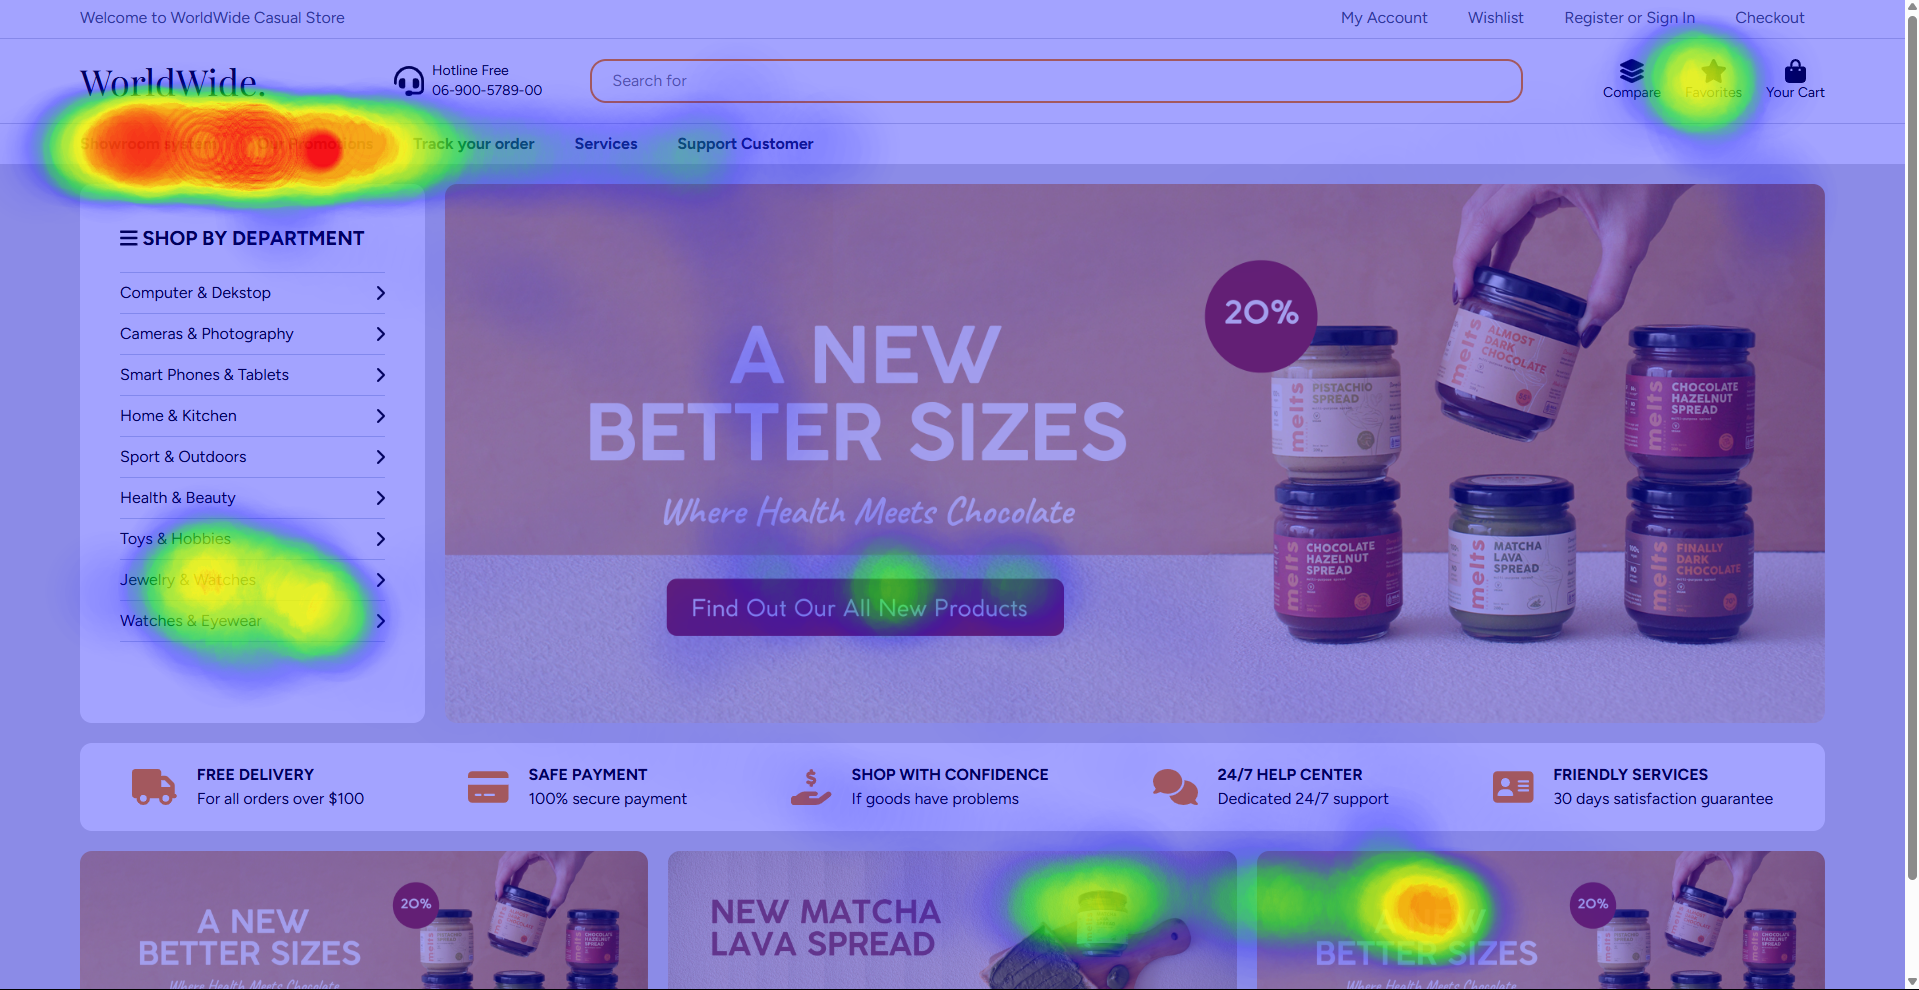 Welcome to WorldWide Casual Store
My Account
Wishlist
Register or Sign In
Checkout
WorldWide.
Hotline Free
06-900-5789-00
Search for
Compare
Favorites
Your Cart
Showroom system
Our Promotions
Track your order
Services
Support Customer
SHOP BY DEPARTMENT
Computer & Dekstop
Cameras & Photography
Smart Phones & Tablets
Home & Kitchen
Sport & Outdoors
Health & Beauty
Toys & Hobbies
Jewelry & Watches
Watches & Eyewear
A NEW
BETTER SIZES
Where Health Meets Chocolate
Find Out Our All New Products
20%
melts
PISTACHIO
SPREAD
melts
ALMOST
DARK
CHOCOLATE
melts
CHOCOLATE
HAZELNUT
SPREAD
melts
CHOCOLATE
HAZELNUT
SPREAD
melts
MATCHA
LAVA
SPREAD
melts
FINALLY
DARK
CHOCOLATE
FREE DELIVERY
For all orders over $100
SAFE PAYMENT
100% secure payment
SHOP WITH CONFIDENCE
If goods have problems
24/7 HELP CENTER
Dedicated 24/7 support
FRIENDLY SERVICES
30 days satisfaction guarantee
A NEW
BETTER SIZES
Where Health Meets Chocolate
20%
NEW MATCHA
LAVA SPREAD
A NEW
BETTER SIZES
Where Health Meets Chocolate
20%